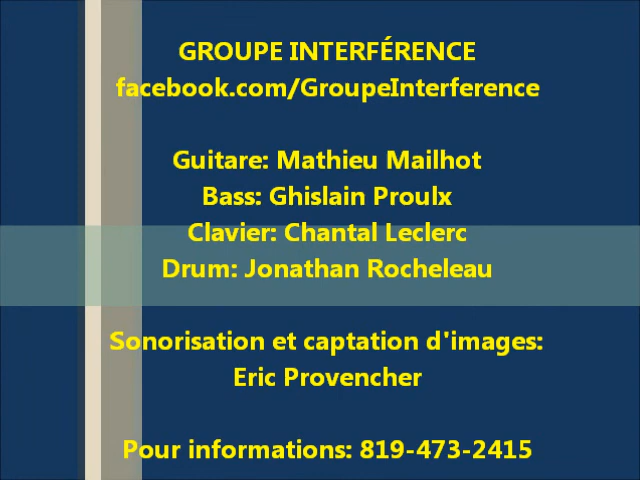 GROUPE INTERFÉRENCE
facebook.com/GroupeInterference
Guitare: Mathieu Mailhot
Bass: Ghislain Proulx
Clavier: Chantal Leclerc
Drum: Jonathan Rocheleau
Sonorisation et captation d'images:
Eric Provencher
Pour informations: 819-473-2415